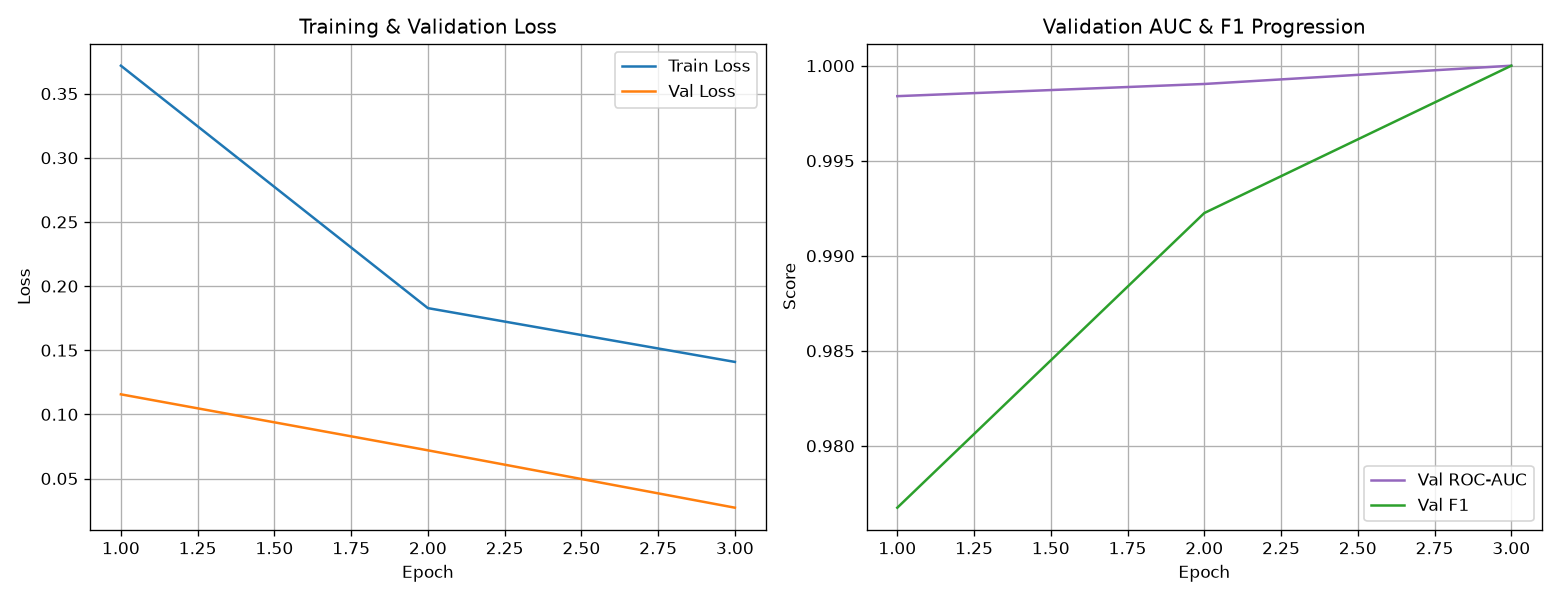 Training & Validation Loss
Train Loss
Val Loss
0.35
0.30
0.25
0.20
0.15
0.10
0.05
Loss
1.00 1.25 1.50 1.75 2.00 2.25 2.50 2.75 3.00
Epoch
Validation AUC & F1 Progression
1.000
0.995
0.990
0.985
0.980
Score
Val ROC-AUC
Val F1
1.00 1.25 1.50 1.75 2.00 2.25 2.50 2.75 3.00
Epoch